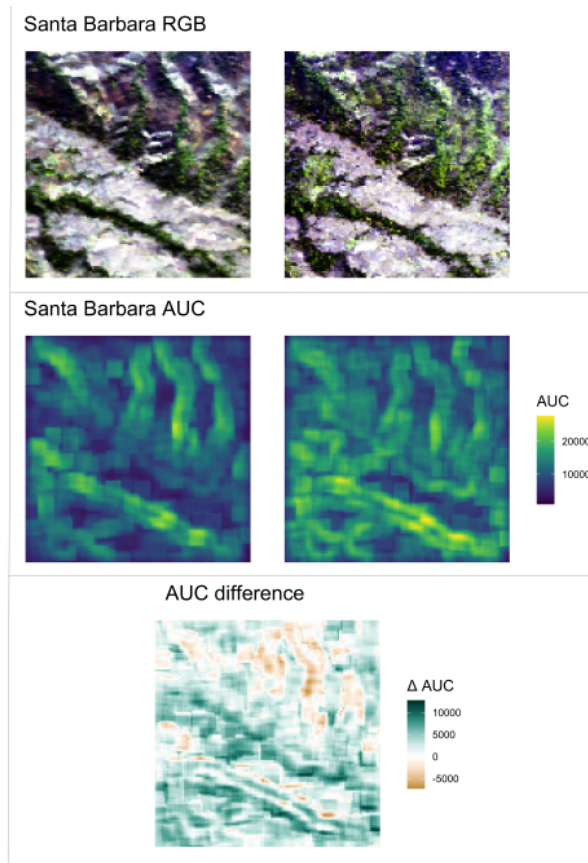 Santa Barbara RGB
Santa Barbara AUC
AUC
20000
10000
AUC difference
Δ AUC
10000
5000
0
-5000